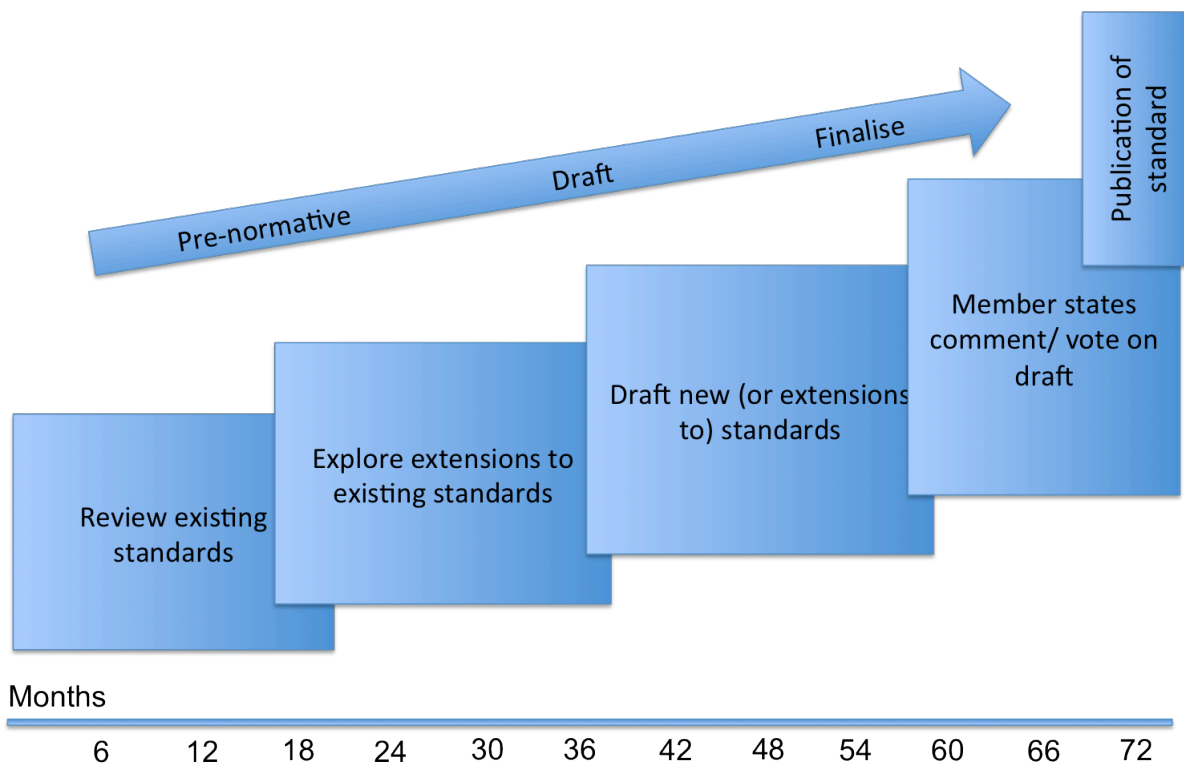 Publication of
standard
Finalise
Draft
Pre-normative
Member states
comment/ vote on
draft
Draft new (or extensions
to) standards
Explore extensions to
existing standards
Review existing
standards
Months
6 12 18 24 30 36 42 48 54 60 66 72